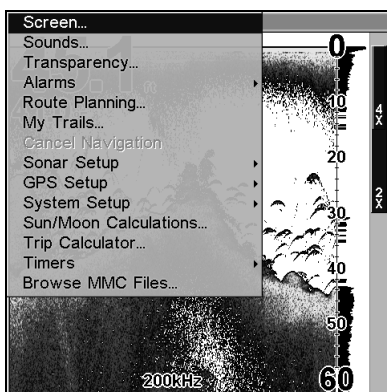 Screen...
Sounds...
Transparency...
Alarms
Route Planning...
My Trails...
Cancel Navigation
Sonar Setup
GPS Setup
System Setup
Sun/Moon Calculations...
Trip Calculator...
Timers
Browse MMC Files...
0
10
20
30
40
50
60
4X
2X
200kHz